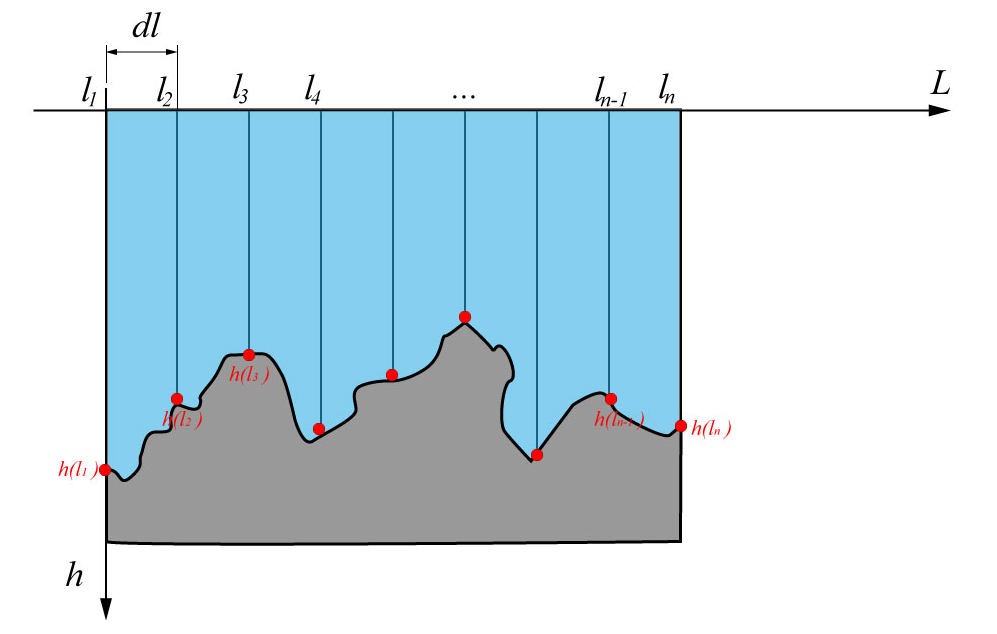 dl
l1 l2 l3 l4 ... ln-1 ln L
h(l3 )
h(l2 ) h(ln-1 )
h(ln )
h(l1 )
h